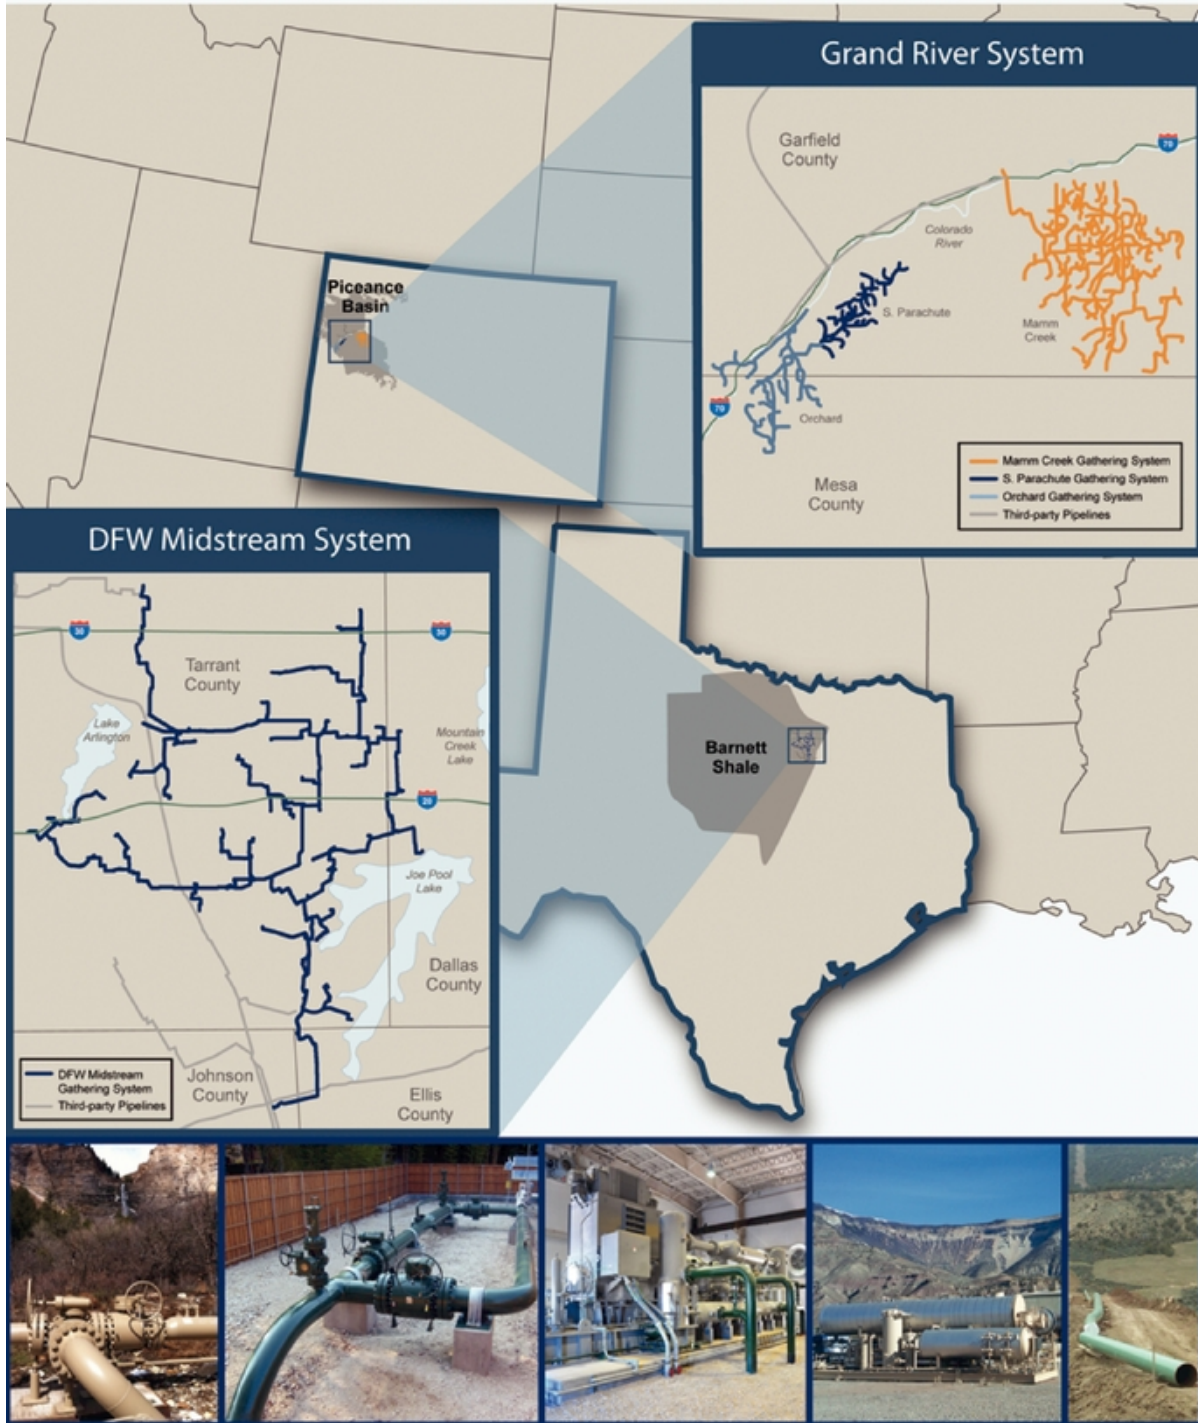 Grand River System
Garfield
County
70
Colorado
River
S. Parachute
Mamm
Creek
70
Orchard
Mesa
County
Mamm Creek Gathering System
S. Parachute Gathering System
Orchard Gathering System
Third-party Pipelines
Piceance
Basin
DFW Midstream System
30
30
Tarrant
County
Lake
Arlington
Mountain
Creek
Lake
20
Joe Pool
Lake
Dallas
County
Johnson
County
Ellis
County
DFW Midstream
Gathering System
Third-party Pipelines
Barnett
Shale